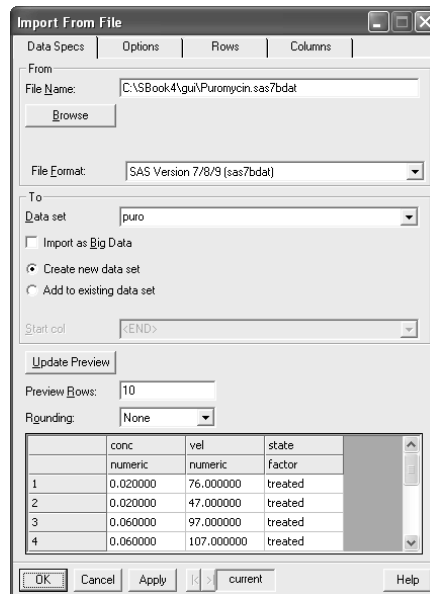 Import From File
Data Specs Options Rows Columns
From
File Name: C:\SBook4\gui\Puromycin.sas7bdat
Browse
File Format: SAS Version 7/8/9 (sas7bdat)
To
Data set puro
Import as Big Data
Create new data set
Add to existing data set
Start col <END>
Update Preview
Preview Rows: 10
Rounding: None
conc vel state
numeric numeric factor
1 0.020000 76.000000 treated
2 0.020000 47.000000 treated
3 0.060000 97.000000 treated
4 0.060000 107.000000 treated
OK Cancel Apply current Help